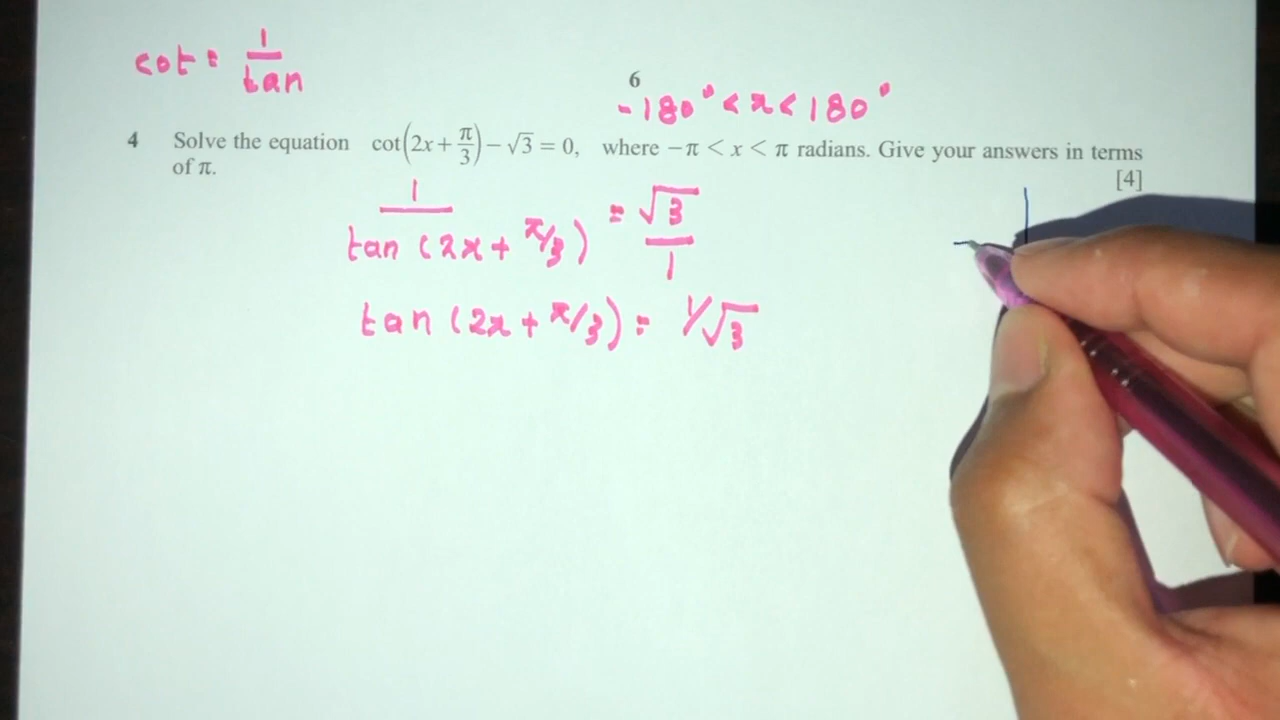 cot = 1/tan
6
-180° < x < 180°
4 Solve the equation cot(2x + π/3) − √3 = 0, where −π < x < π radians. Give your answers in terms
of π.
[4]
1/tan (2x + π/3) = √3/1
tan (2x + π/3) = 1/√3